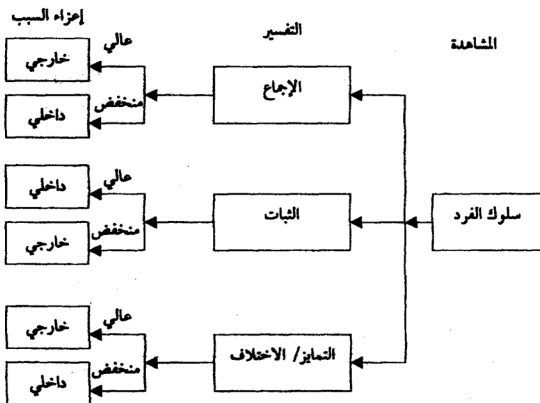 المشاهدة
التفسير
إعزاء السبب
سلوك الفرد
الإجماع
عالي
خارجي
منخفض
داخلي
الثبات
عالي
داخلي
منخفض
خارجي
التمايز/ الاختلاف
عالي
خارجي
منخفض
داخلي